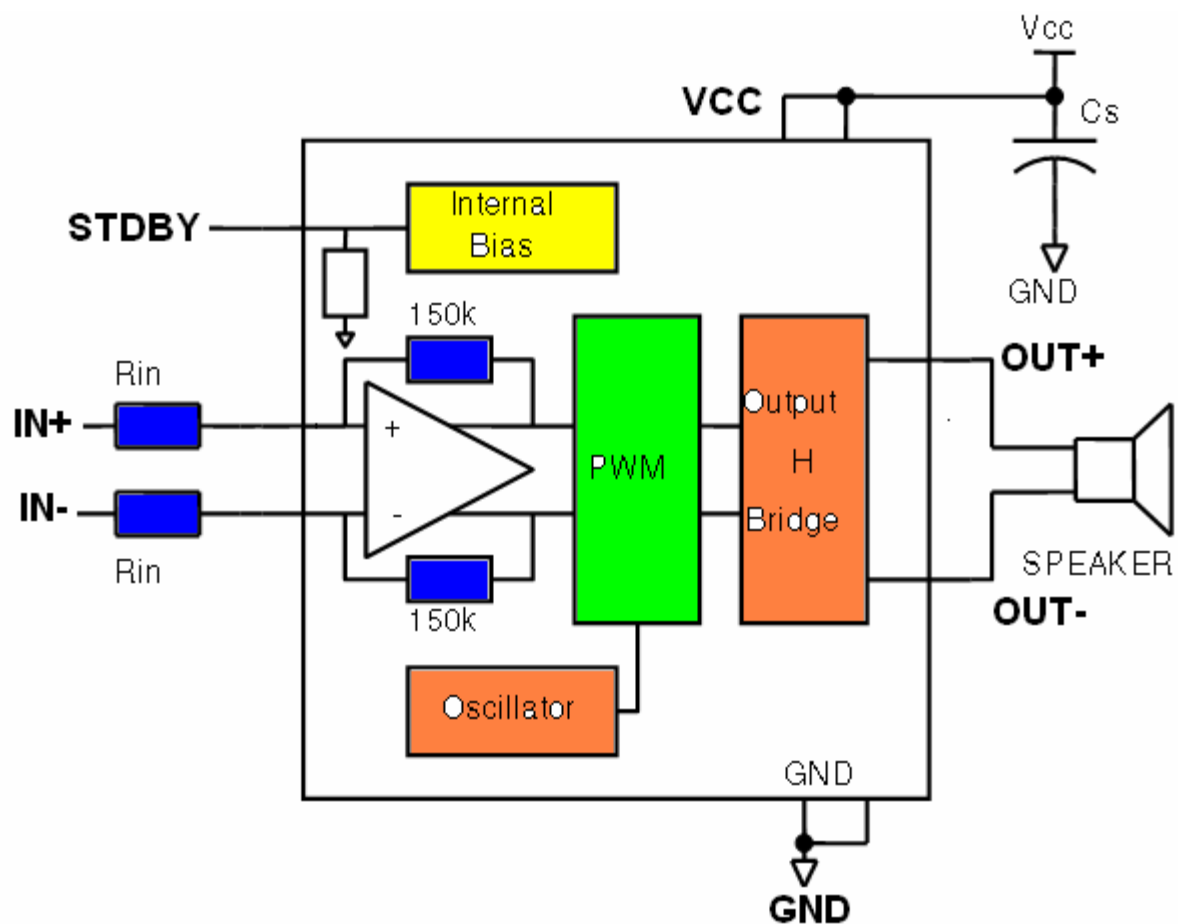 Vcc
VCC
Cs
STDBY
Internal
Bias
GND
150k
OUT+
Rin
IN+
+
Output
PWM
H
IN-
-
Bridge
Rin
SPEAKER
150k
OUT-
Oscillator
GND
GND